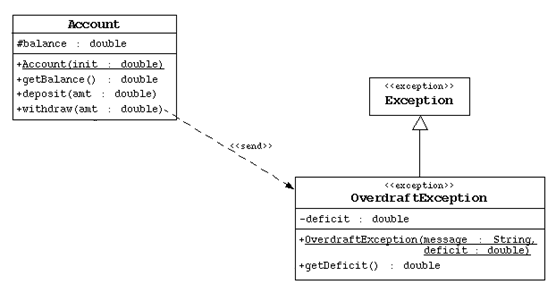 Account
#balance : double
+Account(init : double)
+getBalance() : double
+deposit(amt : double)
+withdraw(amt : double)
<<send>>
<<exception>>
Exception
<<exception>>
OverdraftException
-deficit : double
+OverdraftException(message : String,
deficit : double)
+getDeficit() : double